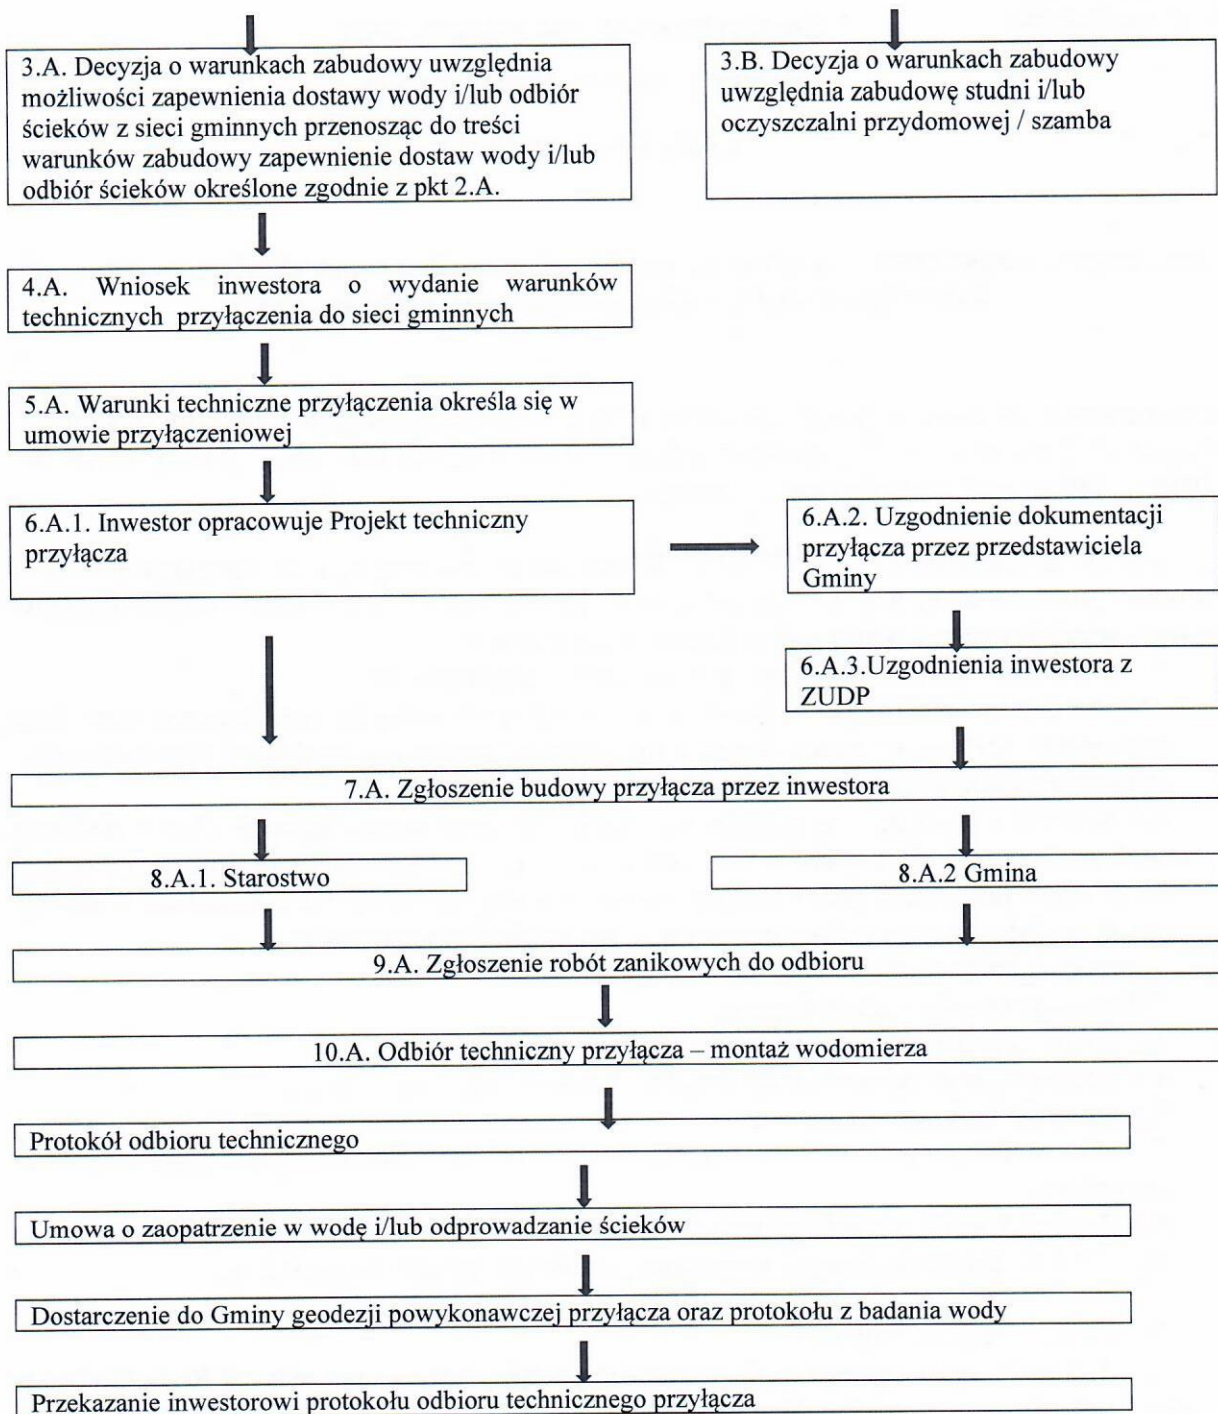 3.A. Decyzja o warunkach zabudowy uwzględnia
możliwości zapewnienia dostawy wody i/lub odbiór
ścieków z sieci gminnych przenosząc do treści
warunków zabudowy zapewnienie dostaw wody i/lub
odbiór ścieków określone zgodnie z pkt 2.A.
3.B. Decyzja o warunkach zabudowy
uwzględnia zabudowę studni i/lub
oczyszczalni przydomowej / szamba
4.A. Wniosek inwestora o wydanie warunków
technicznych przyłączenia do sieci gminnych
5.A. Warunki techniczne przyłączenia określa się w
umowie przyłączeniowej
6.A.1. Inwestor opracowuje Projekt techniczny
przyłącza
6.A.2. Uzgodnienie dokumentacji
przyłącza przez przedstawiciela
Gminy
6.A.3.Uzgodnienia inwestora z
ZUDP
7.A. Zgłoszenie budowy przyłącza przez inwestora
8.A.1. Starostwo
8.A.2 Gmina
9.A. Zgłoszenie robót zanikowych do odbioru
10.A. Odbiór techniczny przyłącza – montaż wodomierza
Protokół odbioru technicznego
Umowa o zaopatrzenie w wodę i/lub odprowadzanie ścieków
Dostarczenie do Gminy geodezji powykonawczej przyłącza oraz protokołu z badania wody
Przekazanie inwestorowi protokołu odbioru technicznego przyłącza